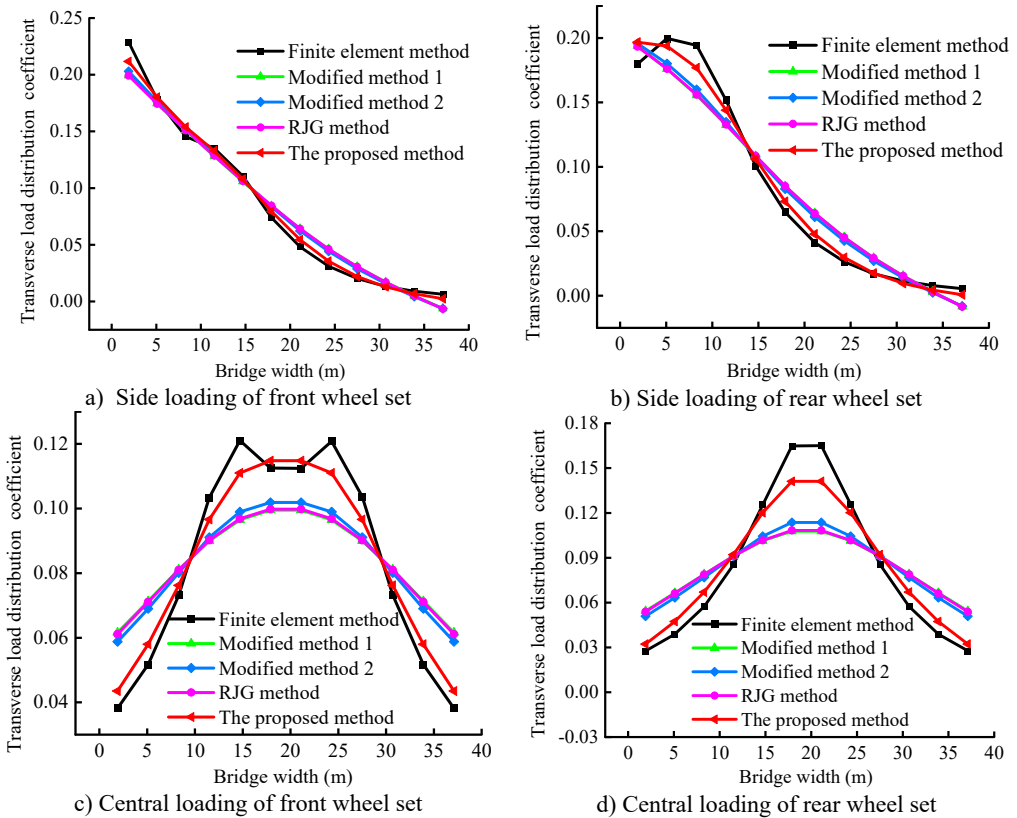 Transverse load distribution coefficient
0.25
0.20
0.15
0.10
0.05
0.00
Finite element method
Modified method 1
Modified method 2
RJG method
The proposed method
0 5 10 15 20 25 30 35 40
Bridge width (m)
a) Side loading of front wheel set
Transverse load distribution coefficient
0.20
0.15
0.10
0.05
0.00
Finite element method
Modified method 1
Modified method 2
RJG method
The proposed method
0 5 10 15 20 25 30 35 40
Bridge width (m)
b) Side loading of rear wheel set
Transverse load distribution coefficient
0.12
0.10
0.08
0.06
0.04
Finite element method
Modified method 1
Modified method 2
RJG method
The proposed method
0 5 10 15 20 25 30 35 40
Bridge width (m)
c) Central loading of front wheel set
Transverse load distribution coefficient
0.18
0.15
0.12
0.09
0.06
0.03
0.00
-0.03
Finite element method
Modified method 1
Modified method 2
RJG method
The proposed method
0 5 10 15 20 25 30 35 40
Bridge width (m)
d) Central loading of rear wheel set